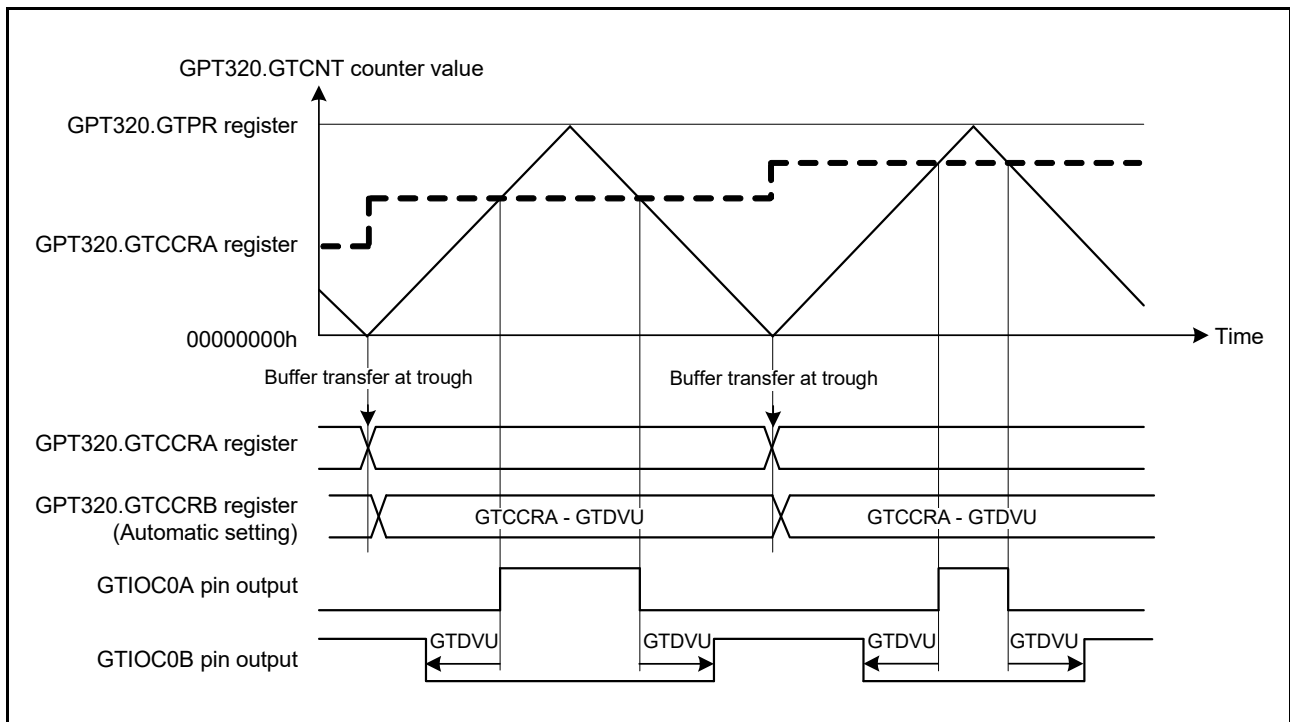 GPT320.GTCNT counter value
GPT320.GTPR register
GPT320.GTCCRA register
00000000h
Time
Buffer transfer at trough
Buffer transfer at trough
GPT320.GTCCRA register
GPT320.GTCCRB register
(Automatic setting)
GTCCRA - GTDVU
GTCCRA - GTDVU
GTIOC0A pin output
GTIOC0B pin output
GTDVU
GTDVU
GTDVU
GTDVU